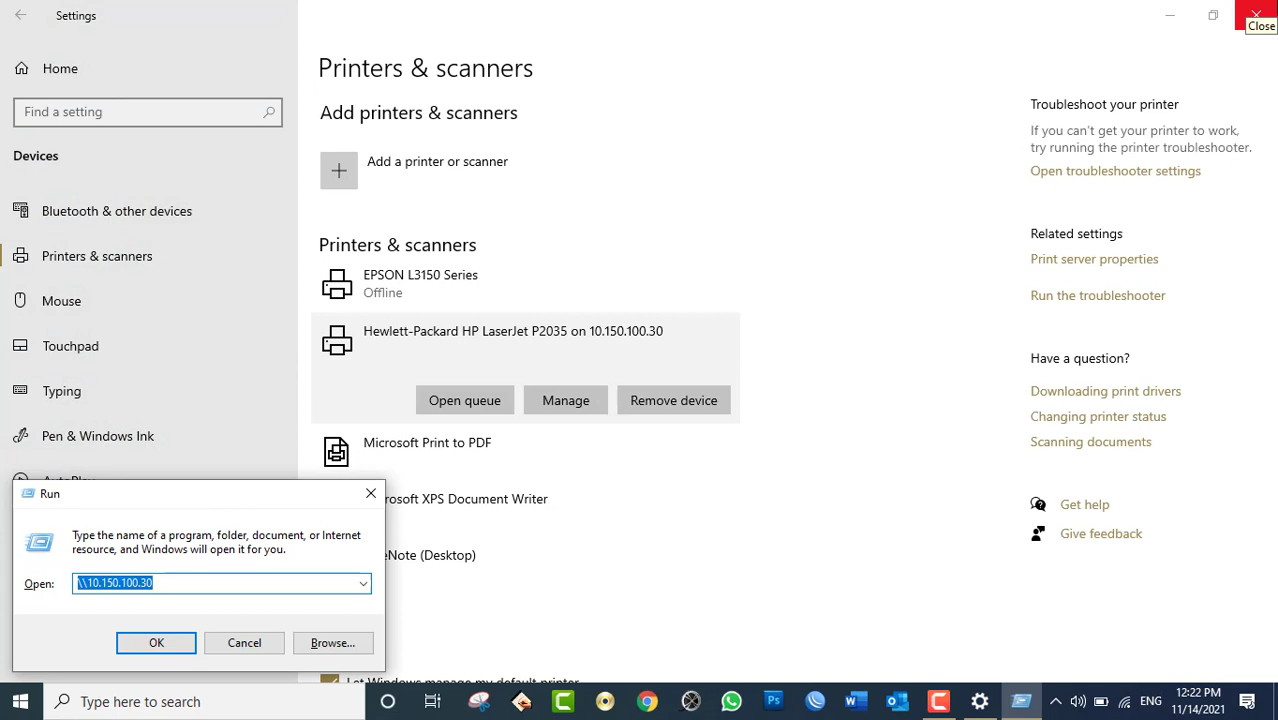 Settings
Close
Home
Find a setting
Devices
Bluetooth & other devices
Printers & scanners
Mouse
Touchpad
Typing
Pen & Windows Ink
Printers & scanners
Add printers & scanners
Add a printer or scanner
Printers & scanners
EPSON L3150 Series
Offline
Hewlett-Packard HP LaserJet P2035 on 10.150.100.30
Open queue
Manage
Remove device
Microsoft Print to PDF
rosoft XPS Document Writer
eNote (Desktop)
Let Windows manage my default printer
Troubleshoot your printer
If you can't get your printer to work,
try running the printer troubleshooter.
Open troubleshooter settings
Related settings
Print server properties
Run the troubleshooter
Have a question?
Downloading print drivers
Changing printer status
Scanning documents
Get help
Give feedback
Run
Type the name of a program, folder, document, or Internet
resource, and Windows will open it for you.
Open:
\\10.150.100.30
OK
Cancel
Browse...
Type here to search
ENG
12:22 PM
11/14/2021